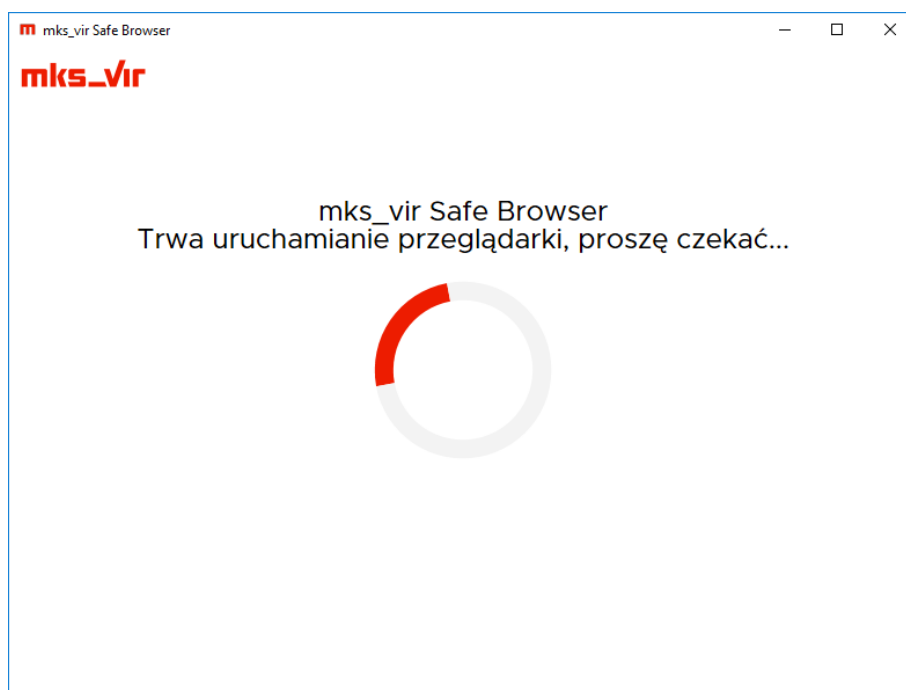 mks_vir Safe Browser
mks_vir
mks_vir Safe Browser
Trwa uruchamianie przeglądarki, proszę czekać...